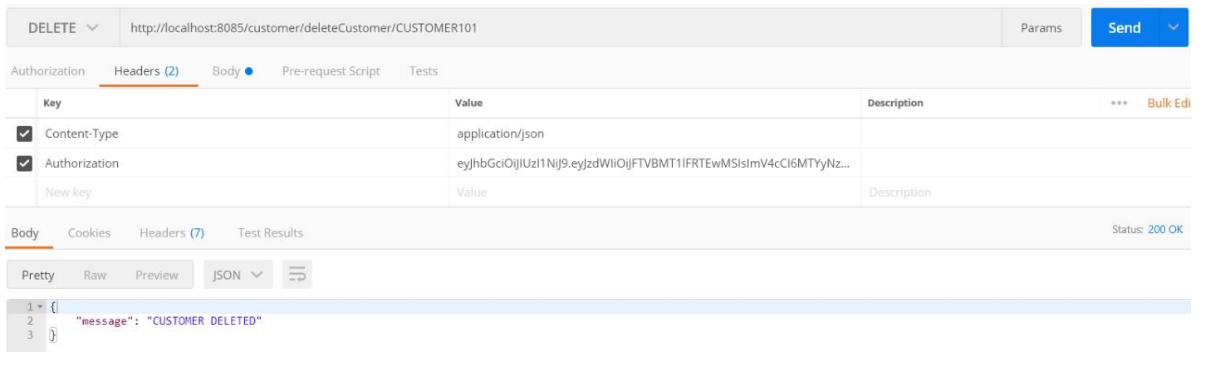 DELETE http://localhost:8085/customer/deleteCustomer/CUSTOMER101 Params Send
Authorization Headers (2) Body Pre-request Script Tests
Key Value Description ••• Bulk Edi
Content-Type application/json
Authorization eyJhbGciOiJIUzI1NiJ9.eyJzdWIiOiJFTVBMT1lFRTEwMSIsImV4cCI6MTYyNz...
New key Value Description
Body Cookies Headers (7) Test Results Status: 200 OK
Pretty Raw Preview JSON
1 {
2 "message": "CUSTOMER DELETED"
3 }